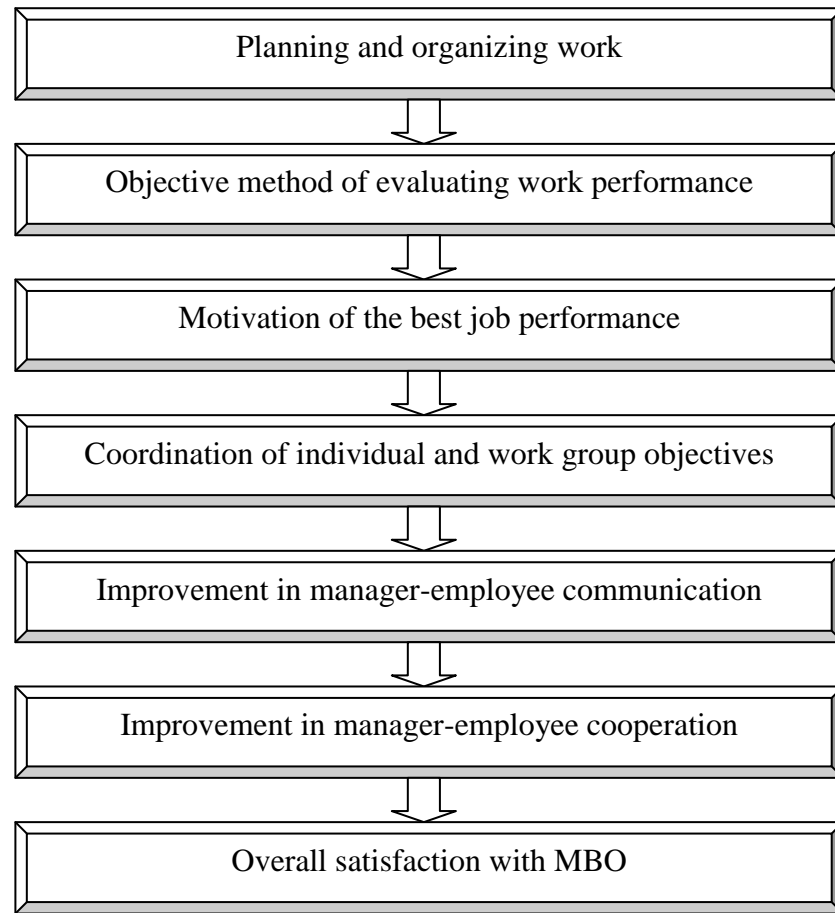 Planning and organizing work
Objective method of evaluating work performance
Motivation of the best job performance
Coordination of individual and work group objectives
Improvement in manager-employee communication
Improvement in manager-employee cooperation
Overall satisfaction with MBO